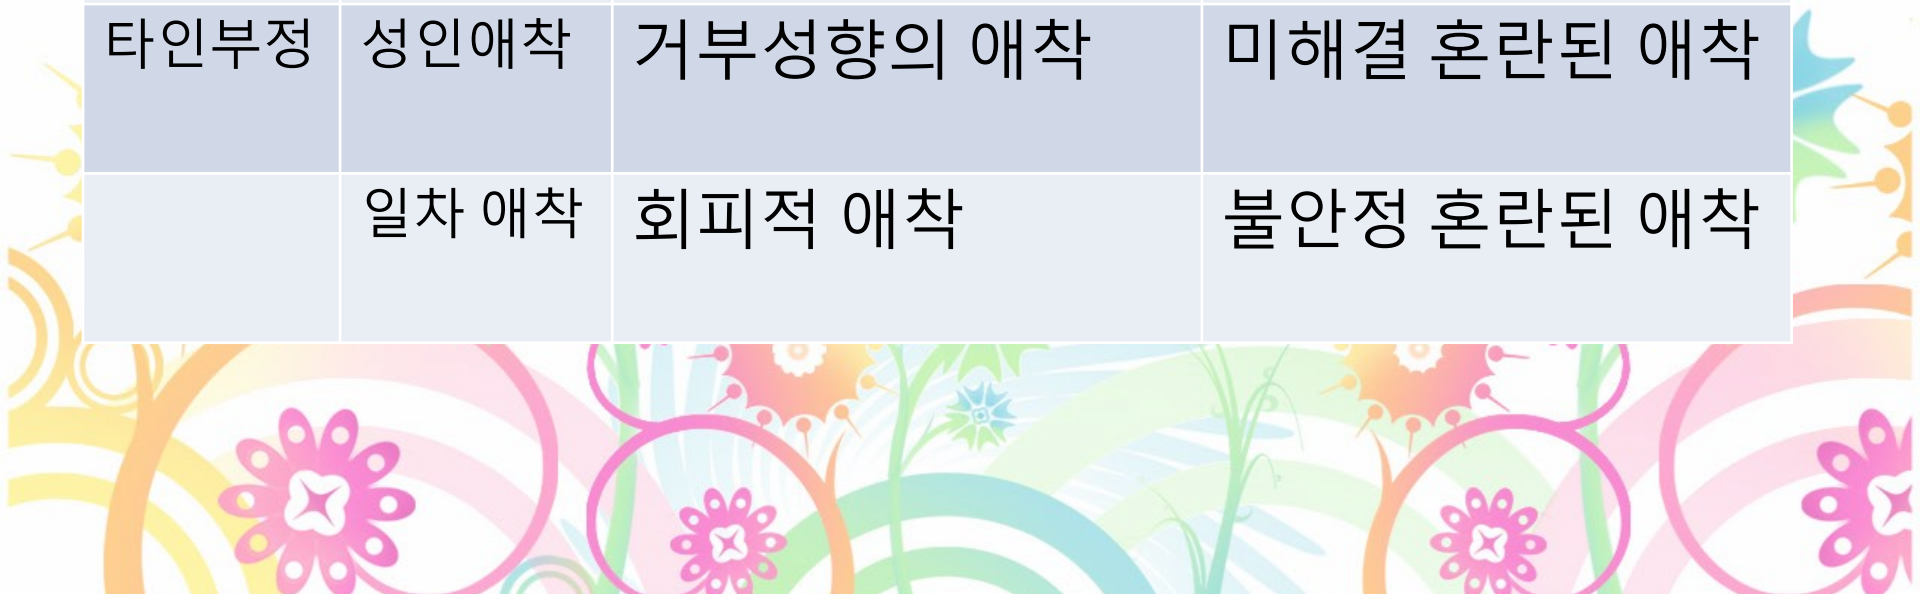 타인부정 성인애착 거부성향의 애착 미해결 혼란된 애착
일차 애착 회피적 애착 불안정 혼란된 애착